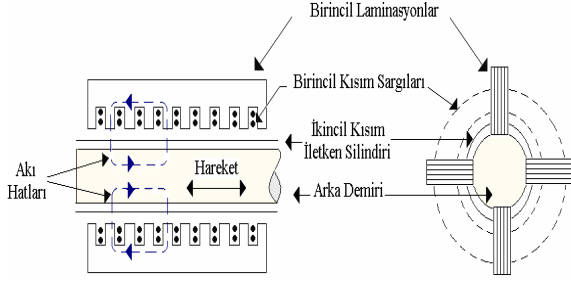 Birincil Laminasyonlar
Birincil Kısım Sargıları
İkincil Kısım
İletken Silindiri
Akı
Hatları
Hareket
Arka Demiri